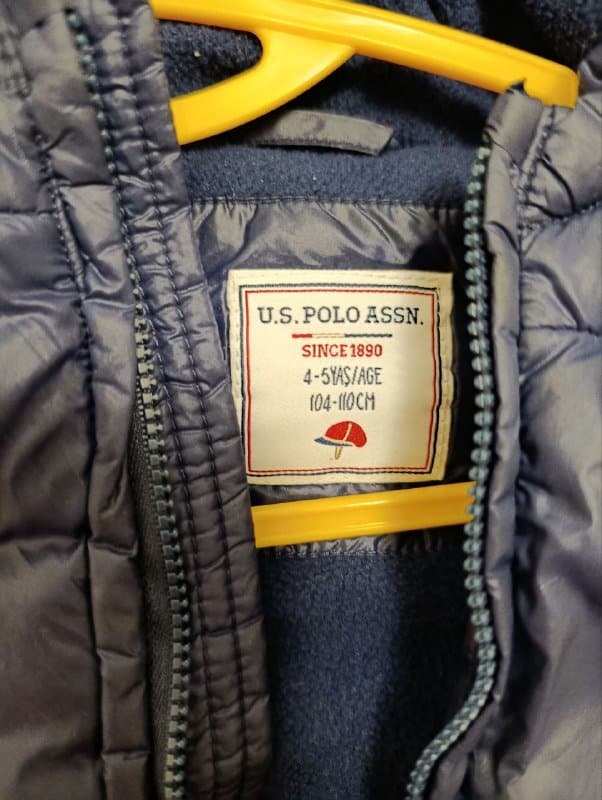 U.S. POLO ASSN.
SINCE 1890
4-5YAŞ/AGE
104-110CM